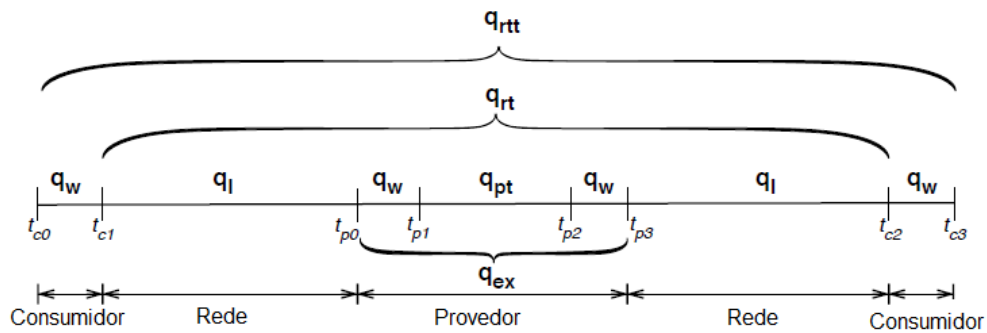 q_rtt
q_rt
q_w q_l q_w q_pt q_w q_l q_w
t_c0 t_c1 t_p0 t_p1 t_p2 t_p3 t_c2 t_c3
q_ex
Consumidor Rede Provedor Rede Consumidor